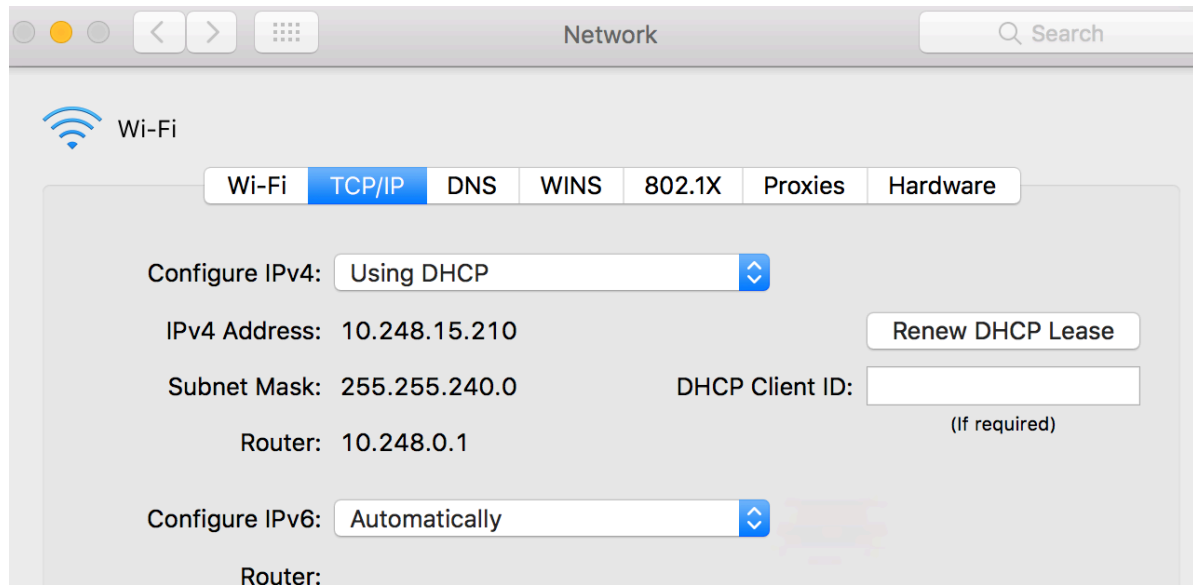 Network
Search
Wi-Fi
Wi-Fi TCP/IP DNS WINS 802.1X Proxies Hardware
Configure IPv4: Using DHCP
IPv4 Address: 10.248.15.210 Renew DHCP Lease
Subnet Mask: 255.255.240.0 DHCP Client ID:
(If required)
Router: 10.248.0.1
Configure IPv6: Automatically
Router: